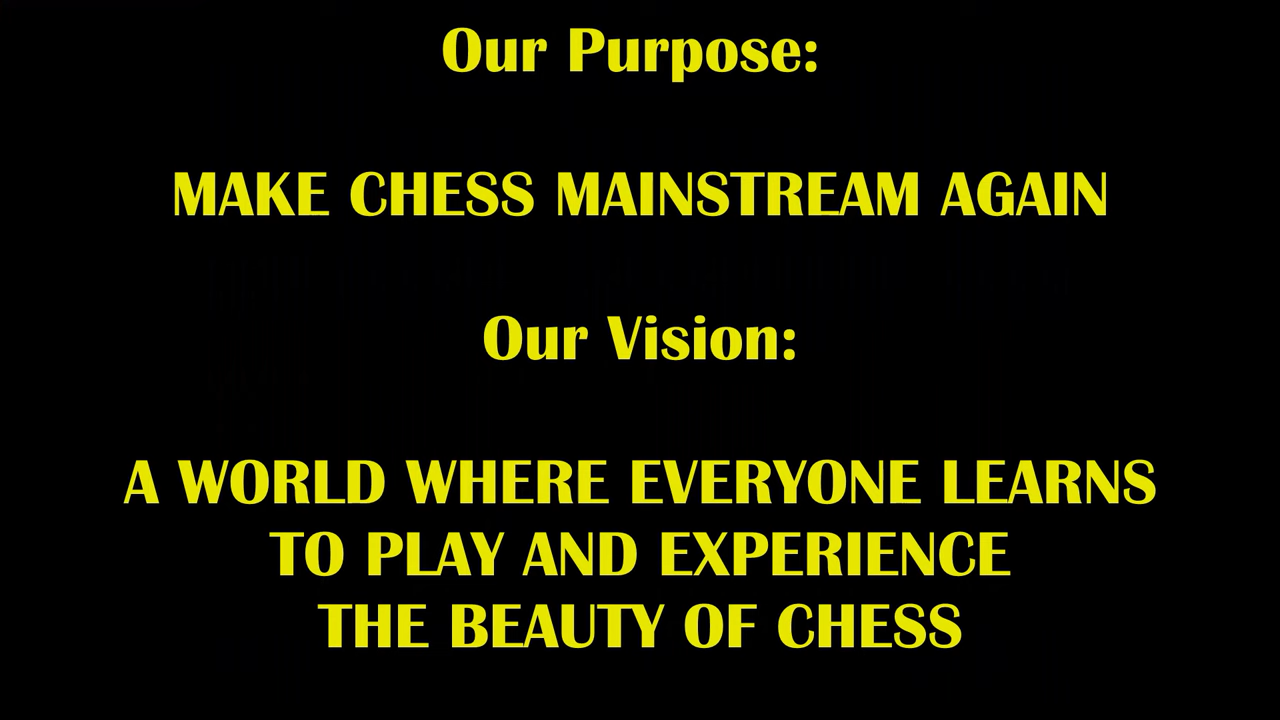 Our Purpose:
MAKE CHESS MAINSTREAM AGAIN
Our Vision:
A WORLD WHERE EVERYONE LEARNS
TO PLAY AND EXPERIENCE
THE BEAUTY OF CHESS